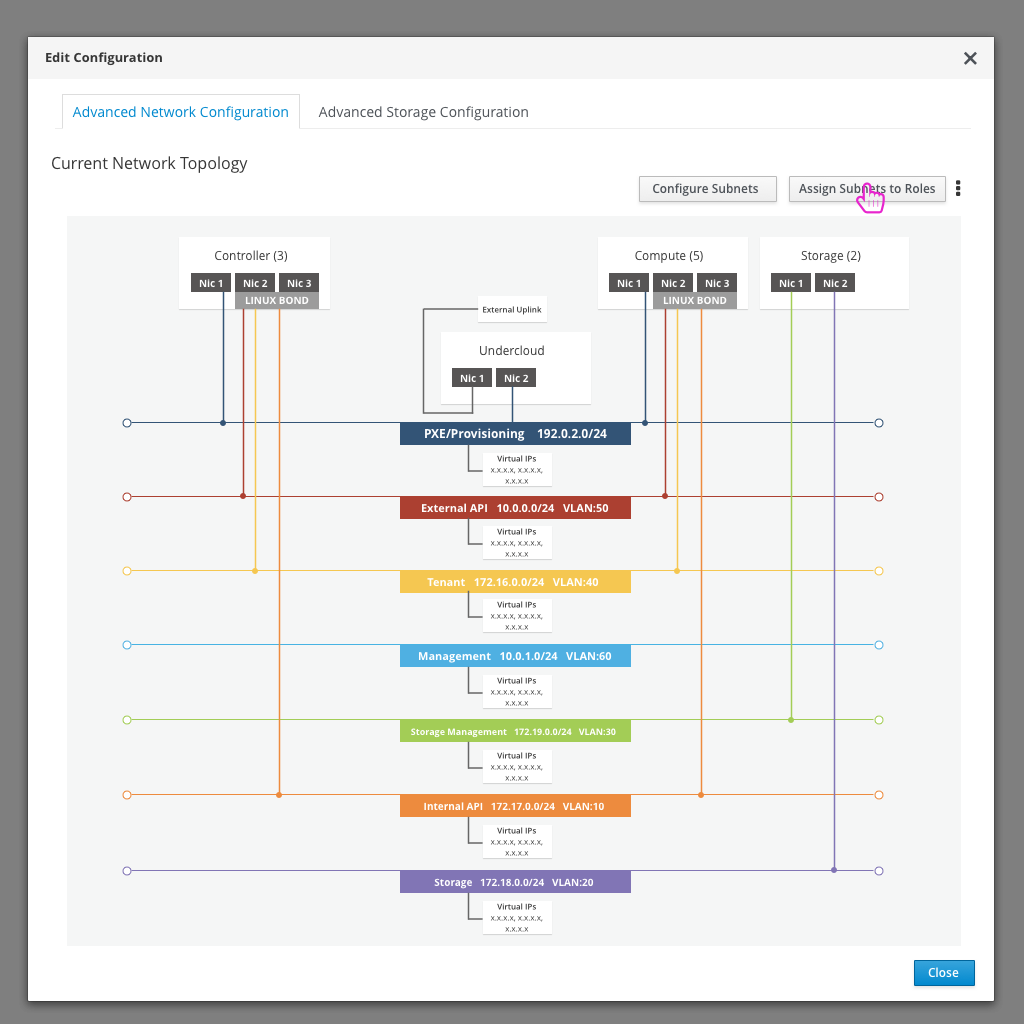 Edit Configuration
Advanced Network Configuration
Advanced Storage Configuration
Current Network Topology
Configure Subnets
Assign Subnets to Roles
Controller (3)
Nic 1
Nic 2
Nic 3
LINUX BOND
Compute (5)
Nic 1
Nic 2
Nic 3
LINUX BOND
Storage (2)
Nic 1
Nic 2
External Uplink
Undercloud
Nic 1
Nic 2
PXE/Provisioning 192.0.2.0/24
Virtual IPs
x.x.x.x, x.x.x.x,
x.x.x.x
External API 10.0.0.0/24 VLAN:50
Virtual IPs
x.x.x.x, x.x.x.x,
x.x.x.x
Tenant 172.16.0.0/24 VLAN:40
Virtual IPs
x.x.x.x, x.x.x.x,
x.x.x.x
Management 10.0.1.0/24 VLAN:60
Virtual IPs
x.x.x.x, x.x.x.x,
x.x.x.x
Storage Management 172.19.0.0/24 VLAN:30
Virtual IPs
x.x.x.x, x.x.x.x,
x.x.x.x
Internal API 172.17.0.0/24 VLAN:10
Virtual IPs
x.x.x.x, x.x.x.x,
x.x.x.x
Storage 172.18.0.0/24 VLAN:20
Virtual IPs
x.x.x.x, x.x.x.x,
x.x.x.x
Close